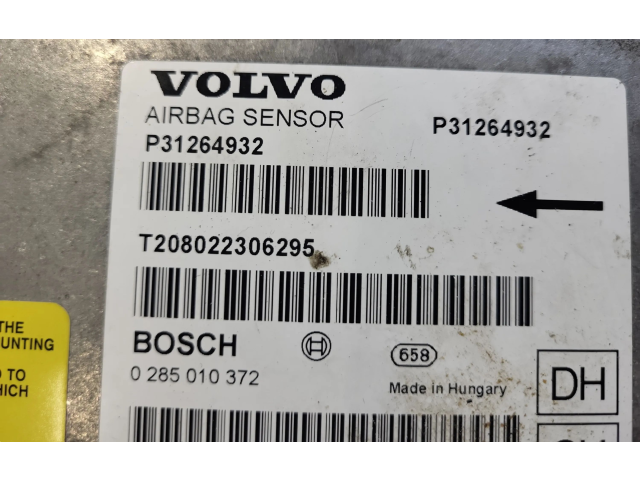 VOLVO
AIRBAG SENSOR
P31264932
P31264932
T208022306295
BOSCH
0 285 010 372
658
Made in Hungary
DH
THE
UNTING
TO
HICH